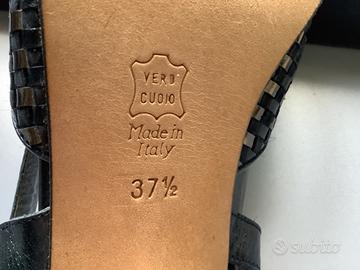 VERO
CUOIO
Made in
Italy
37½
subito